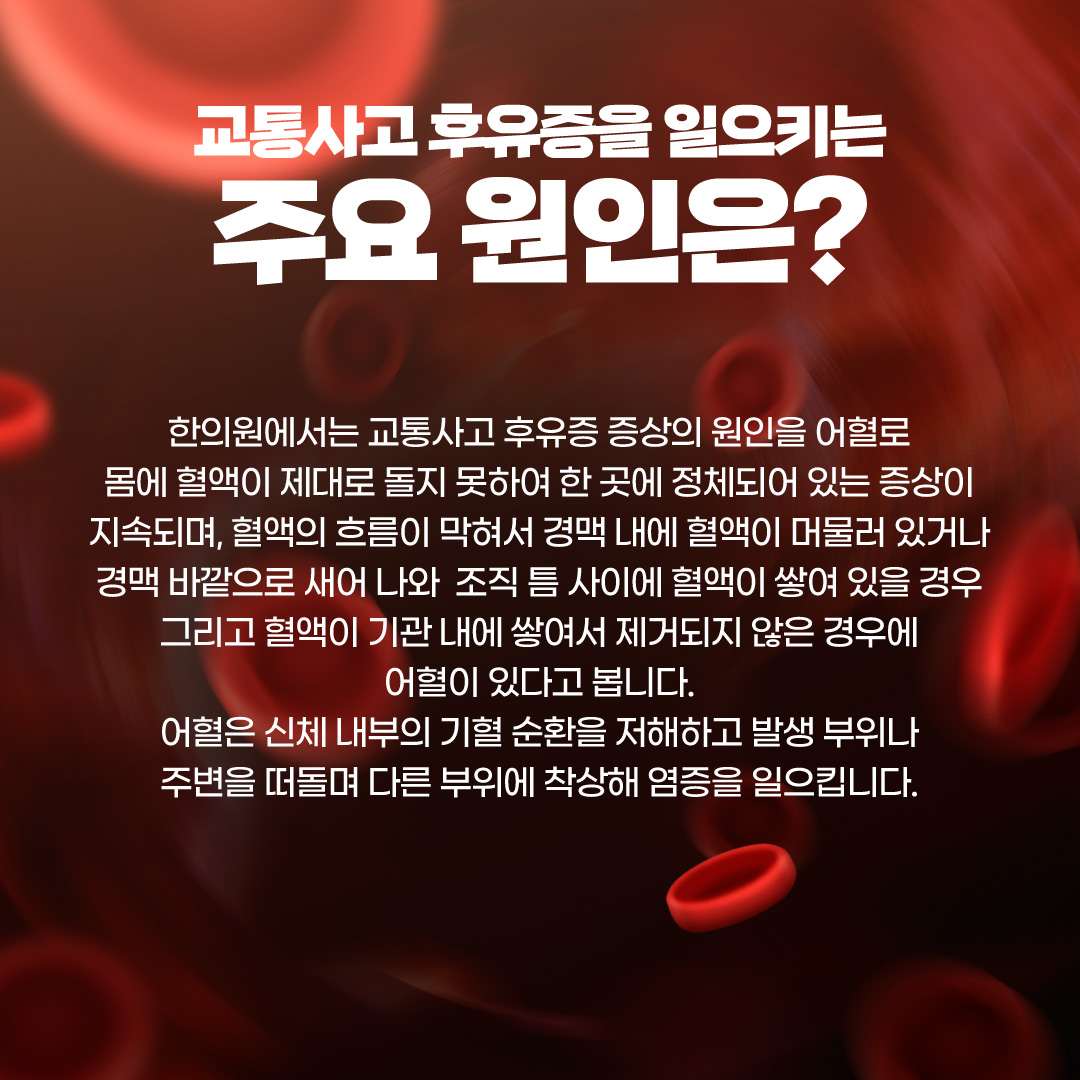 교통사고 후유증을 일으키는
주요 원인은?
한의원에서는 교통사고 후유증 증상의 원인을 어혈로
몸에 혈액이 제대로 돌지 못하여 한 곳에 정체되어 있는 증상이
지속되며, 혈액의 흐름이 막혀서 경맥 내에 혈액이 머물러 있거나
경맥 바깥으로 새어 나와 조직 틈 사이에 혈액이 쌓여 있을 경우
그리고 혈액이 기관 내에 쌓여서 제거되지 않은 경우에
어혈이 있다고 봅니다.
어혈은 신체 내부의 기혈 순환을 저해하고 발생 부위나
주변을 떠돌며 다른 부위에 착상해 염증을 일으킵니다.